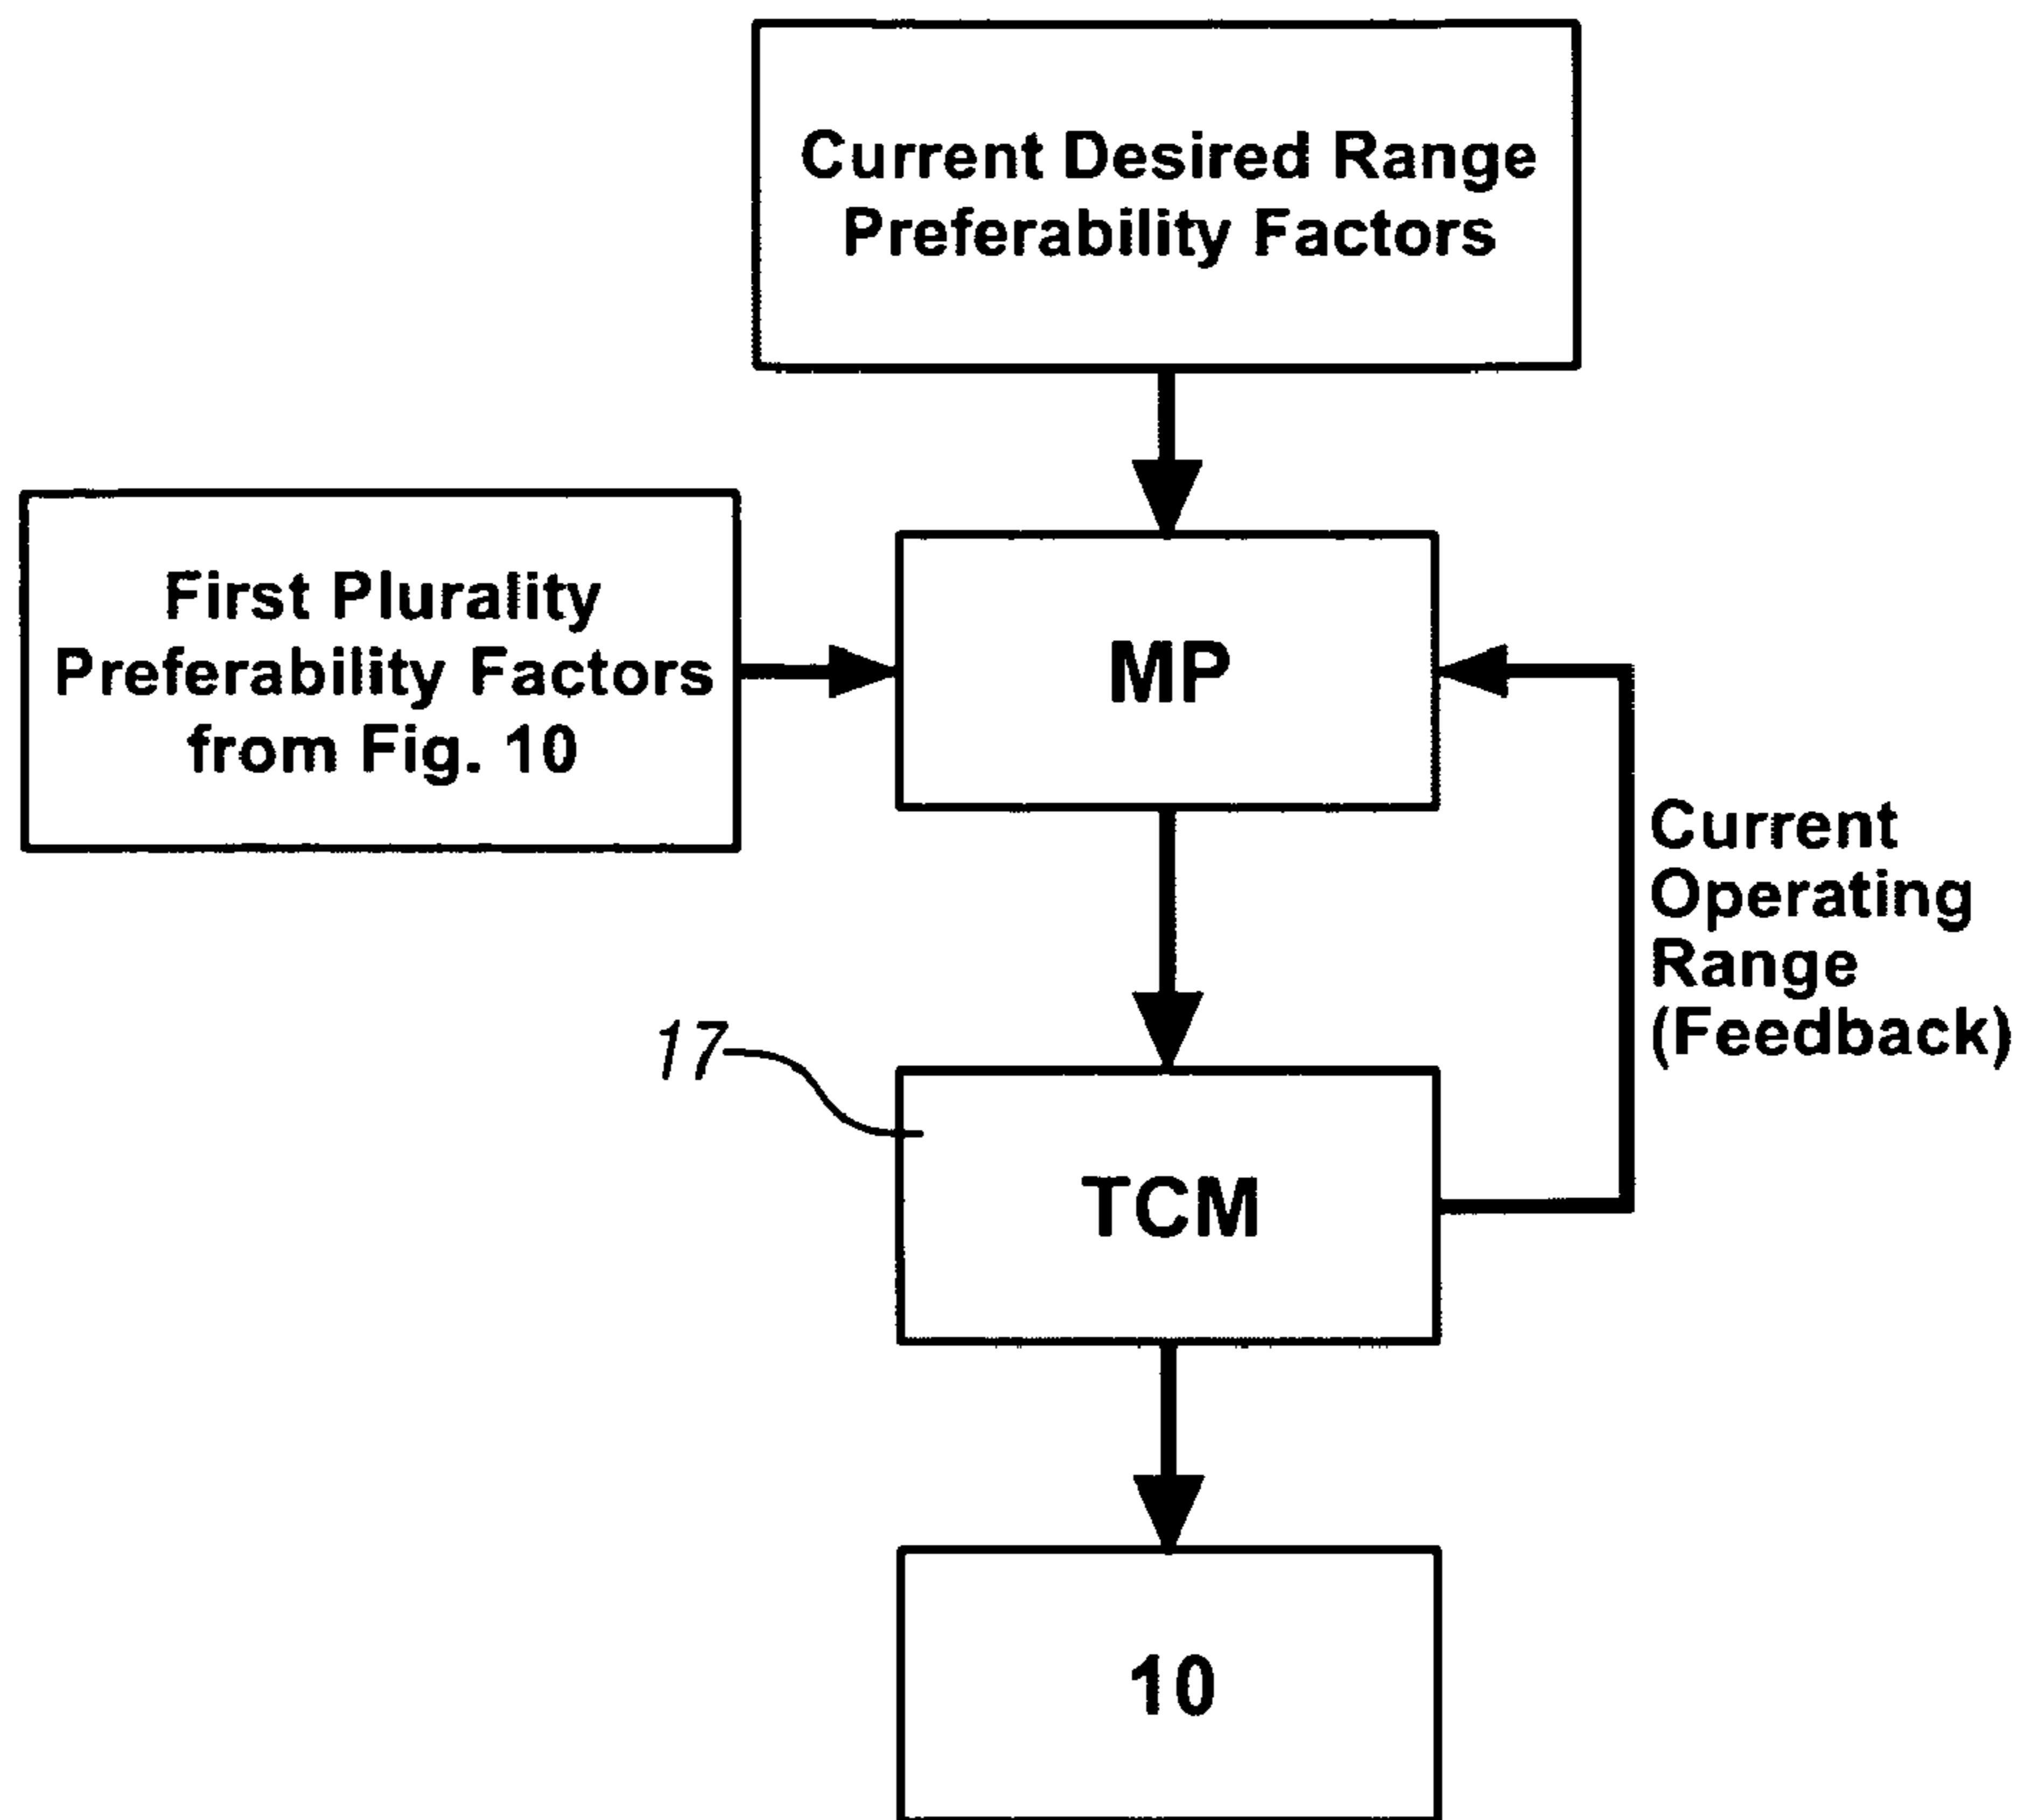 Current Desired Range
Preferability Factors
First Plurality
Preferability Factors
from Fig. 10
MP
Current
Operating
Range
(Feedback)
17
TCM
10